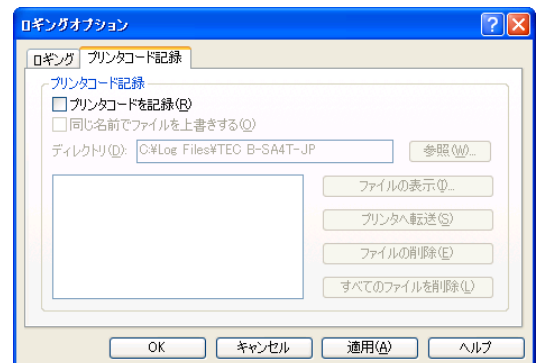 ロギングオプション
ロギング プリンタコード記録
プリンタコード記録
プリンタコードを記録(R)
同じ名前でファイルを上書きする(O)
ディレクトリ(D): C:¥Log Files¥TEC B-SA4T-JP 参照(W)...
ファイルの表示(I)...
プリンタへ転送(S)
ファイルの削除(E)
すべてのファイルを削除(L)
OK キャンセル 適用(A) ヘルプ